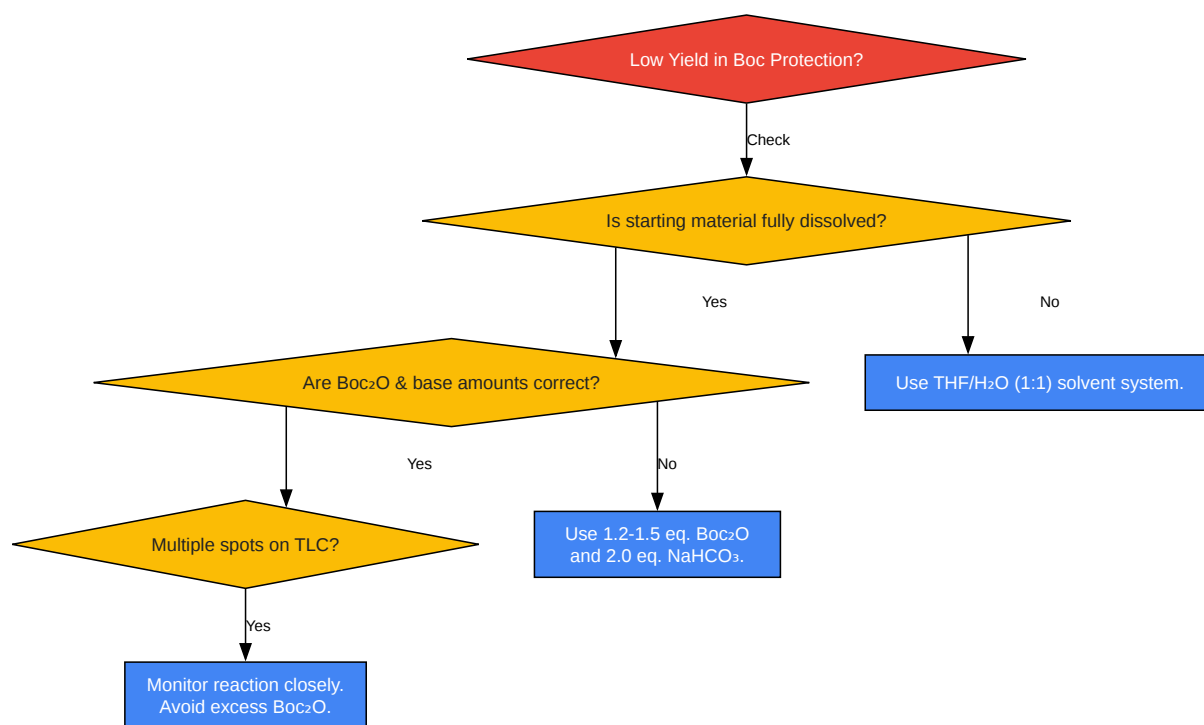 Low Yield in Boc Protection?
Check
Is starting material fully dissolved?
Yes
No
Are Boc₂O & base amounts correct?
Use THF/H₂O (1:1) solvent system.
Yes
No
Multiple spots on TLC?
Use 1.2-1.5 eq. Boc₂O
and 2.0 eq. NaHCO₃.
Yes
Monitor reaction closely.
Avoid excess Boc₂O.